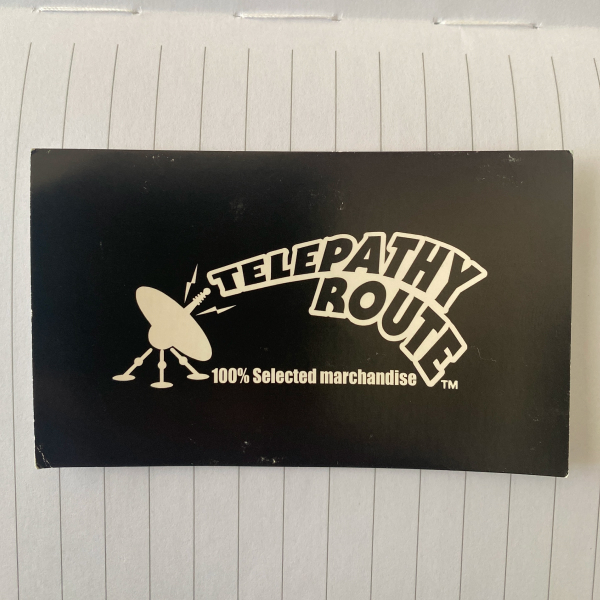 TELEPATHY
ROUTE
100% Selected marchandise TM